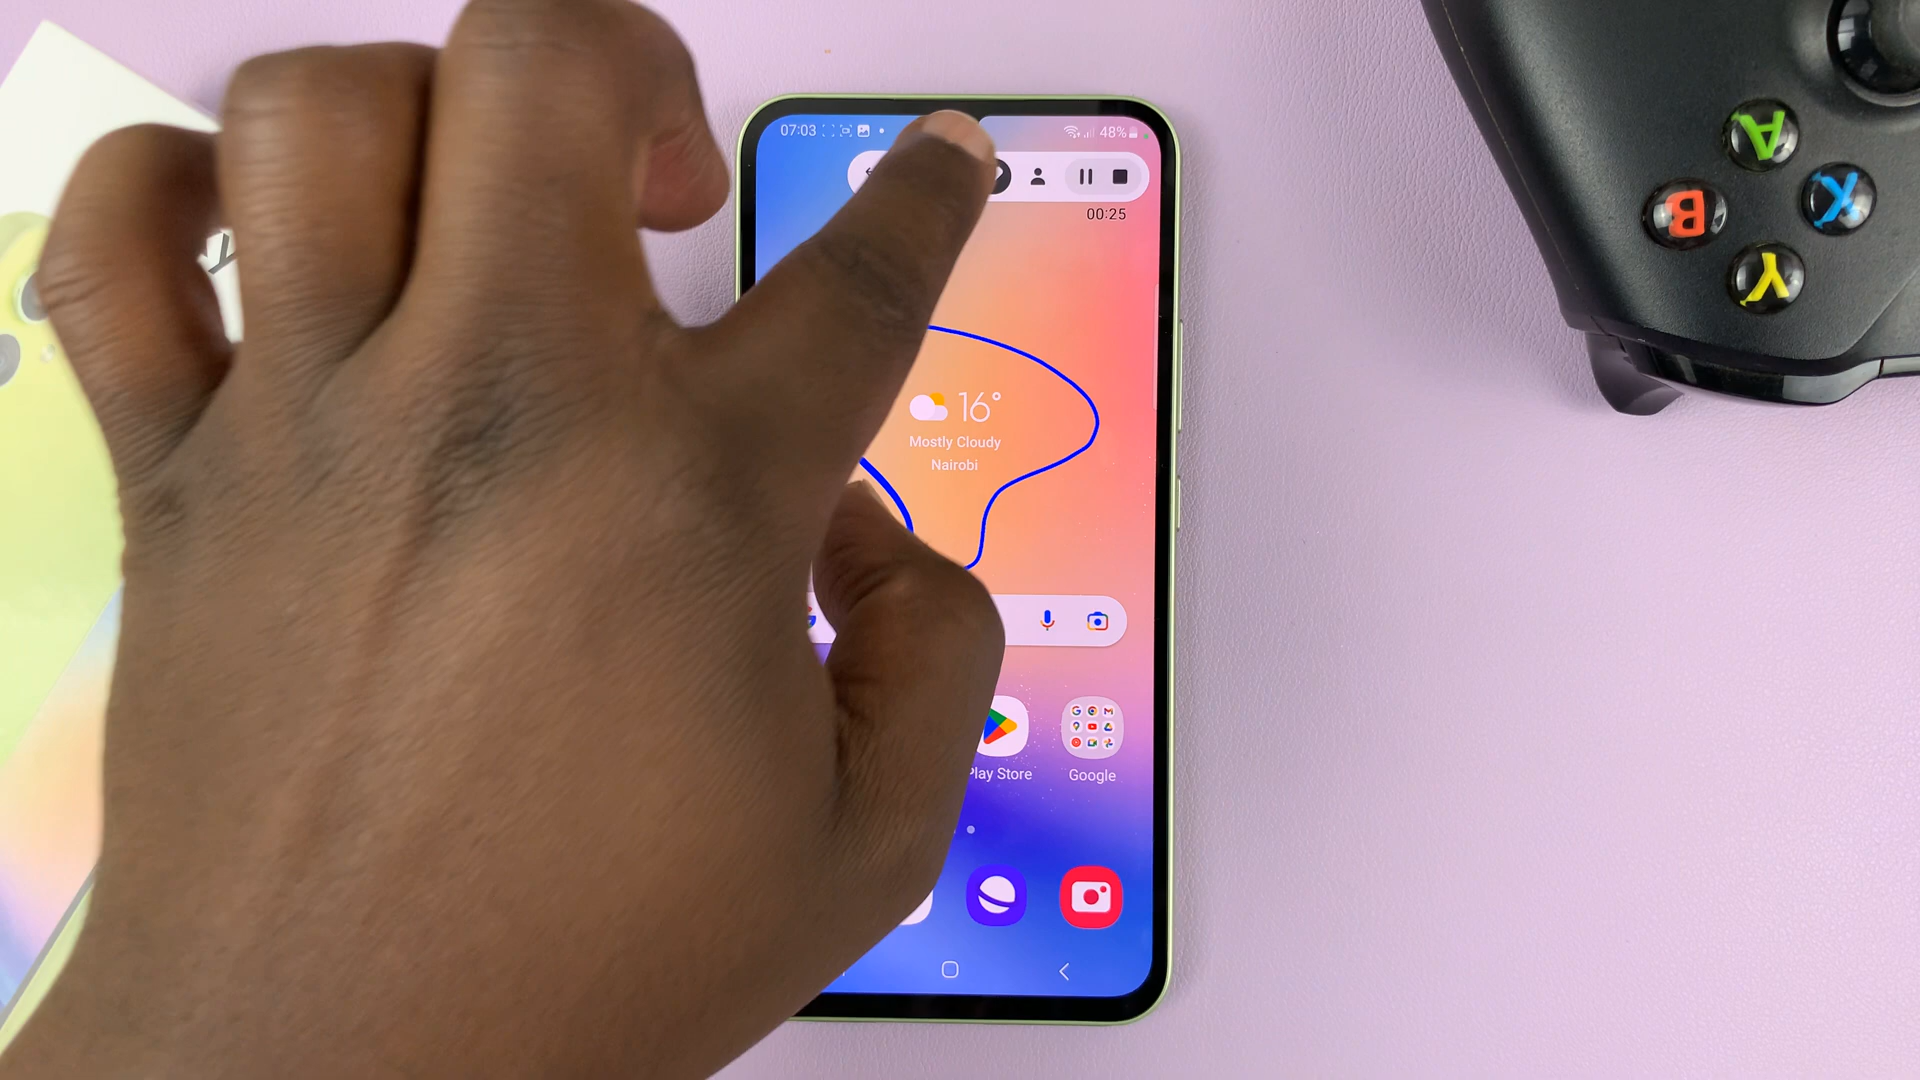 07:03
48%
00:25
16°
Mostly Cloudy
Nairobi
Play Store
Google
A
B
X
Y